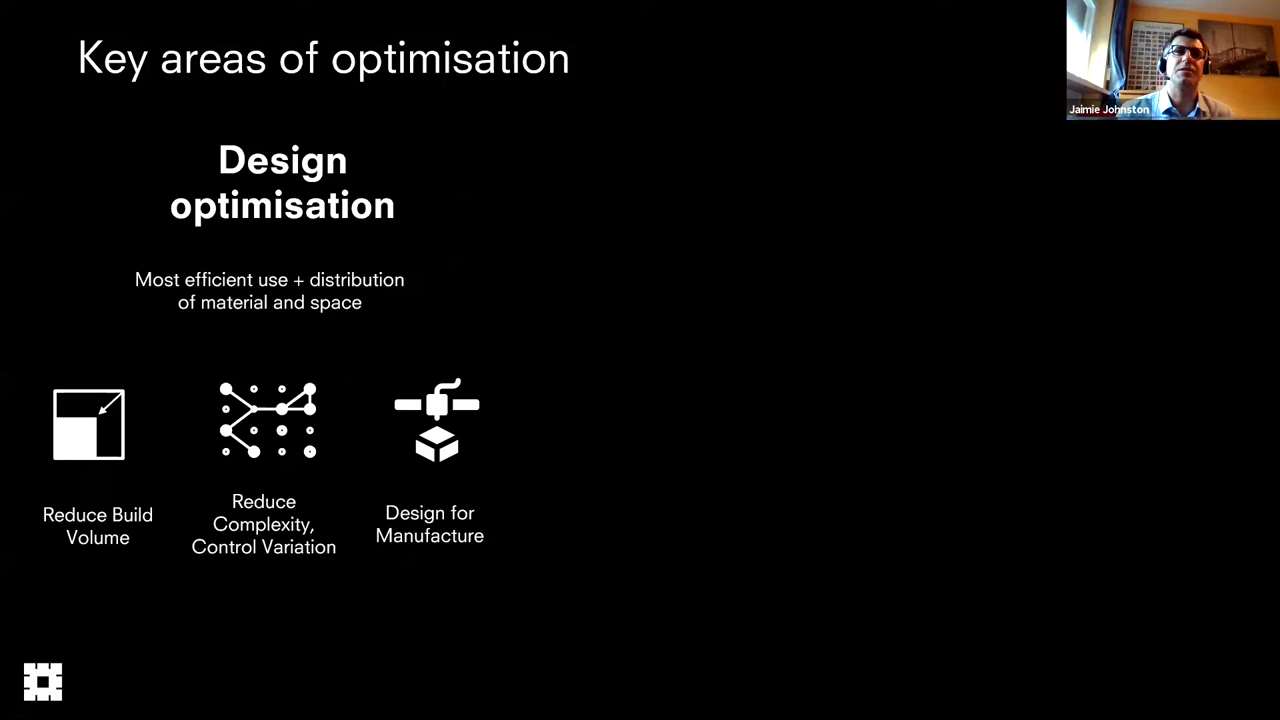 Key areas of optimisation
Jaimie Johnston
Design
optimisation
Most efficient use + distribution
of material and space
Reduce Build
Volume
Reduce
Complexity,
Control Variation
Design for
Manufacture